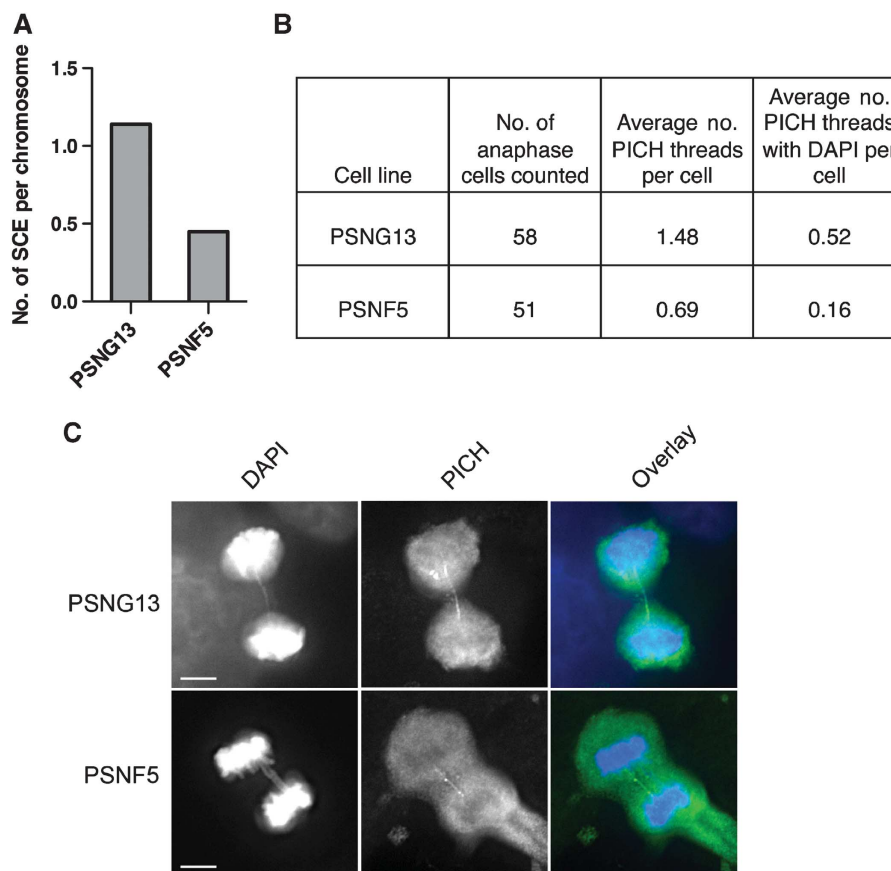 A
No. of SCE per chromosome
1.5
1.0
0.5
0.0
PSNG13
PSNF5
B
Cell line
No. of
anaphase
cells counted
Average no.
PICH threads
per cell
Average no.
PICH threads
with DAPI per
cell
PSNG13 58 1.48 0.52
PSNF5 51 0.69 0.16
C
DAPI
PICH
Overlay
PSNG13
PSNF5